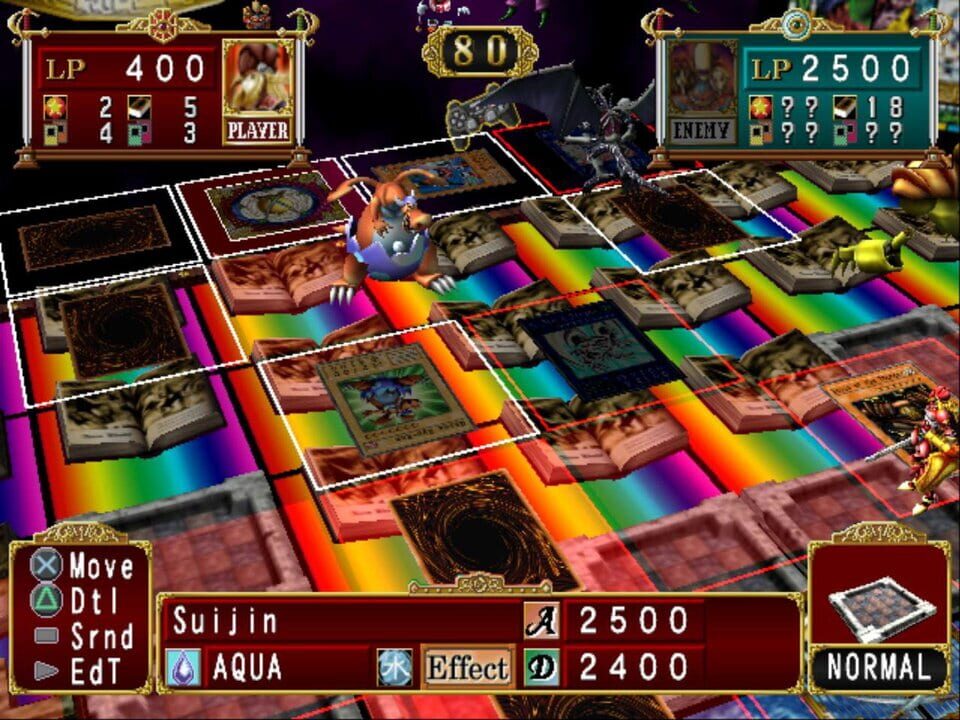 80
LP 400
2 5
4 3
PLAYER
LP 2500
?? 18
?? ??
ENEMY
Move
Dtl
Srnd
EdT
Suijin
A 2500
AQUA
水
Effect
D 2400
NORMAL